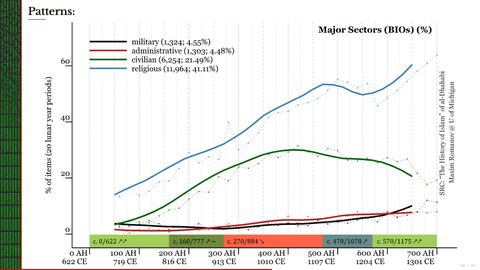 Patterns:
Major Sectors (BIOs) (%)
military (1,324; 4.55%)
administrative (1,303; 4.48%)
civilian (6,254; 21.49%)
religious (11,964; 41.11%)
% of items (20 lunar year periods)
60
40
20
0
c. 0/622 ↗↗
c. 160/777 ↗→
c. 270/884 ↘
c. 470/1078 ↗
c. 570/1175 ↗↗
0 AH
100 AH
200 AH
300 AH
400 AH
500 AH
600 AH
700 AH
622 CE
719 CE
816 CE
913 CE
1010 CE
1107 CE
1204 CE
1301 CE
SRC: "The History of Islam" of al-Dhahabi
Maxim Romanov @ U of Michigan